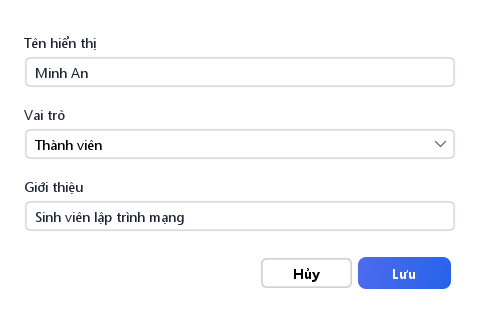 Tên hiển thị
Minh An
Vai trò
Thành viên
Giới thiệu
Sinh viên lập trình mạng
Hủy
Lưu